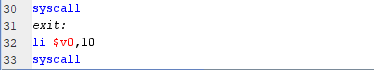 30 syscall
31 exit:
32 li $v0,10
33 syscall